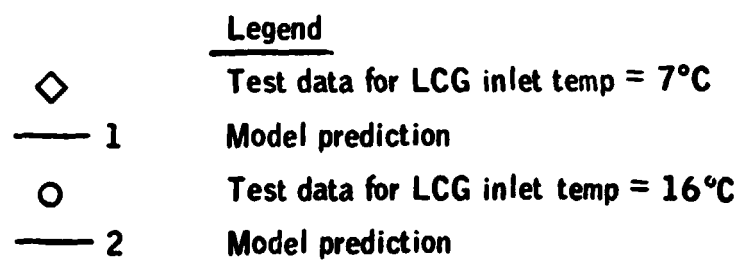 Legend
Test data for LCG inlet temp = 7°C
1 Model prediction
Test data for LCG inlet temp = 16°C
2 Model prediction